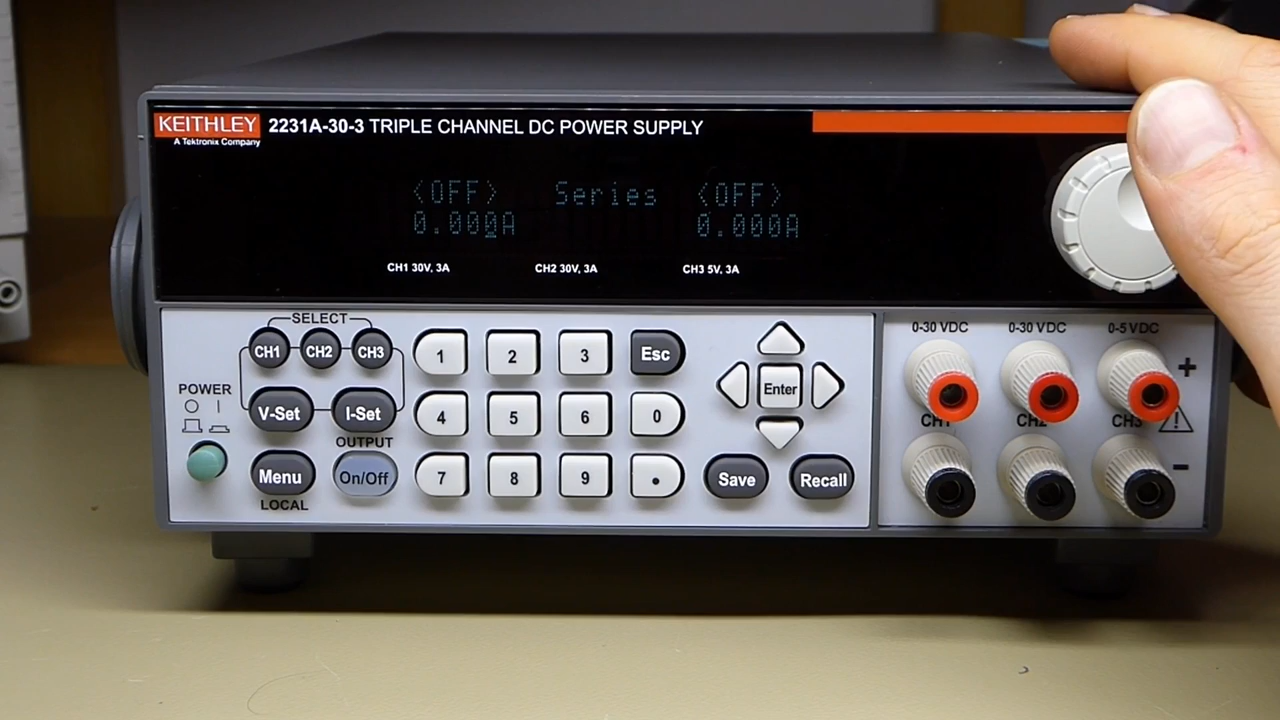 KEITHLEY 2231A-30-3 TRIPLE CHANNEL DC POWER SUPPLY
A Tektronix Company
<OFF> Series <OFF>
0.000A 0.000A
CH1 30V, 3A CH2 30V, 3A CH3 5V, 3A
SELECT
CH1 CH2 CH3
V-Set I-Set
POWER
OUTPUT
Menu On/Off
LOCAL
1 2 3 Esc
4 5 6 0
7 8 9 .
Enter
Save Recall
0-30 VDC 0-30 VDC 0-5 VDC
+
CH1 CH2 CH3
-